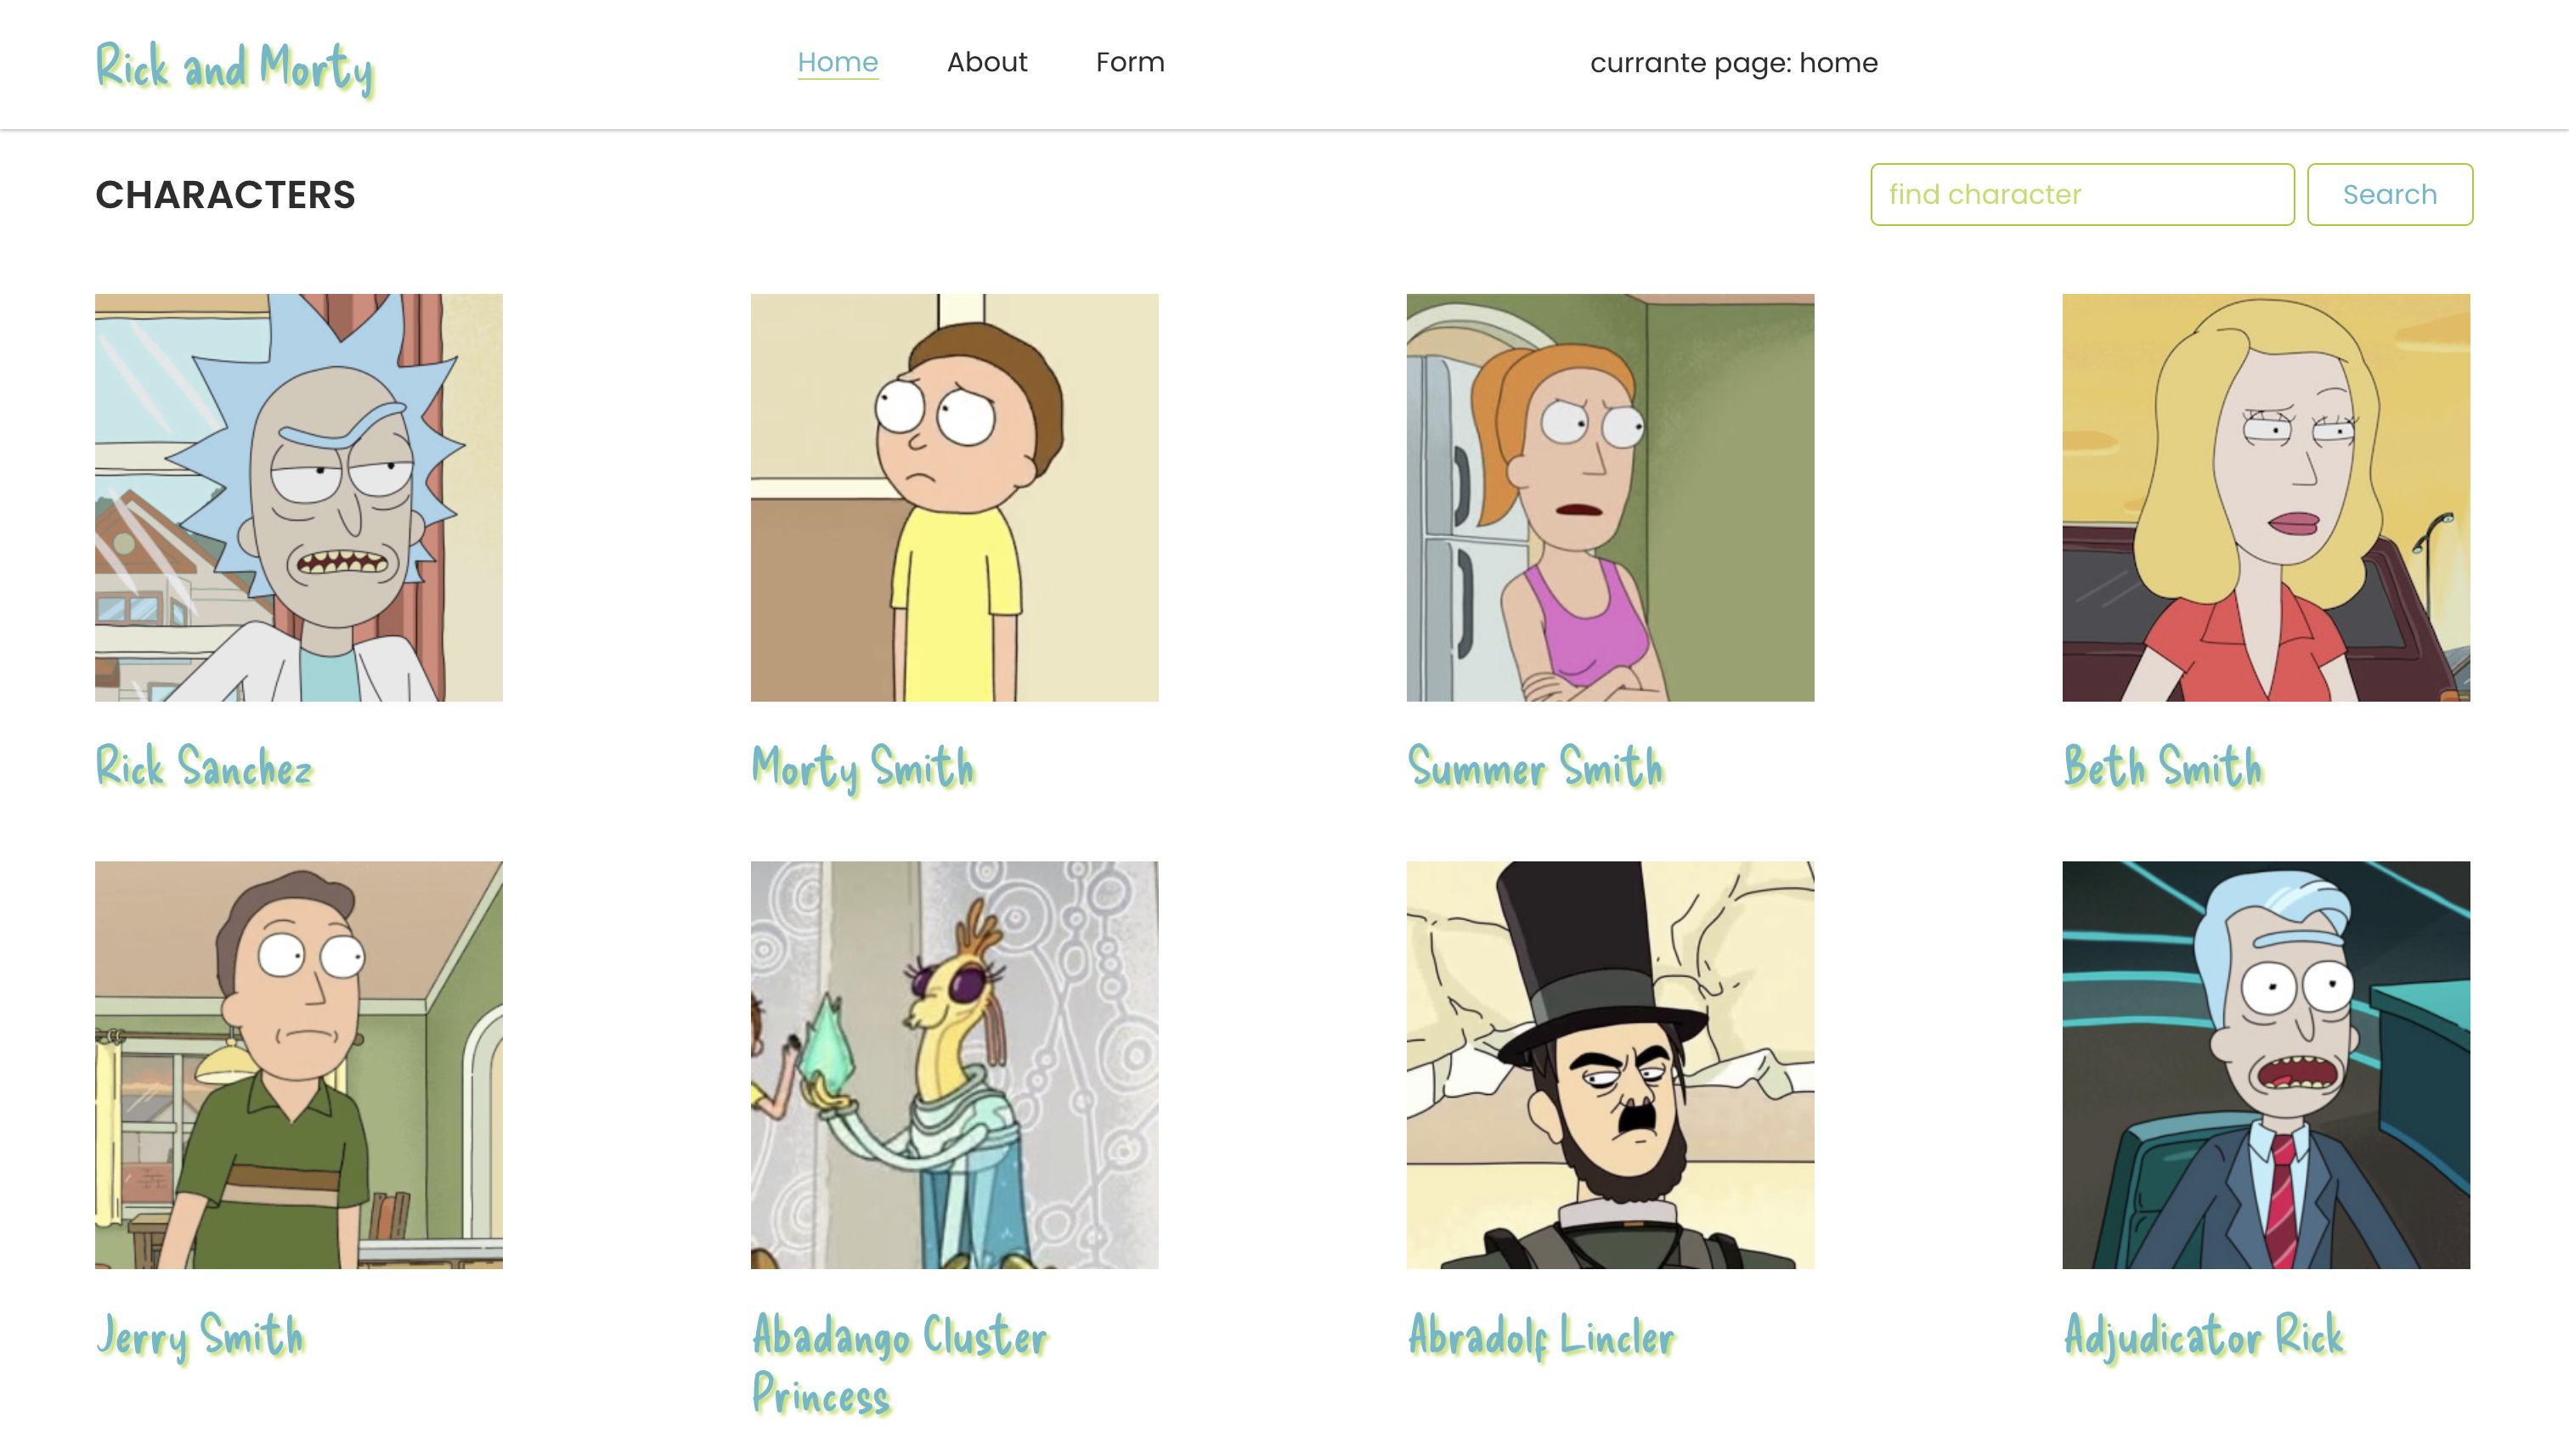 Rick and Morty
Home About Form
currante page: home
CHARACTERS
find character
Search
Rick Sanchez
Morty Smith
Summer Smith
Beth Smith
Jerry Smith
Abadango Cluster
Princess
Abradolf Lincler
Adjudicator Rick